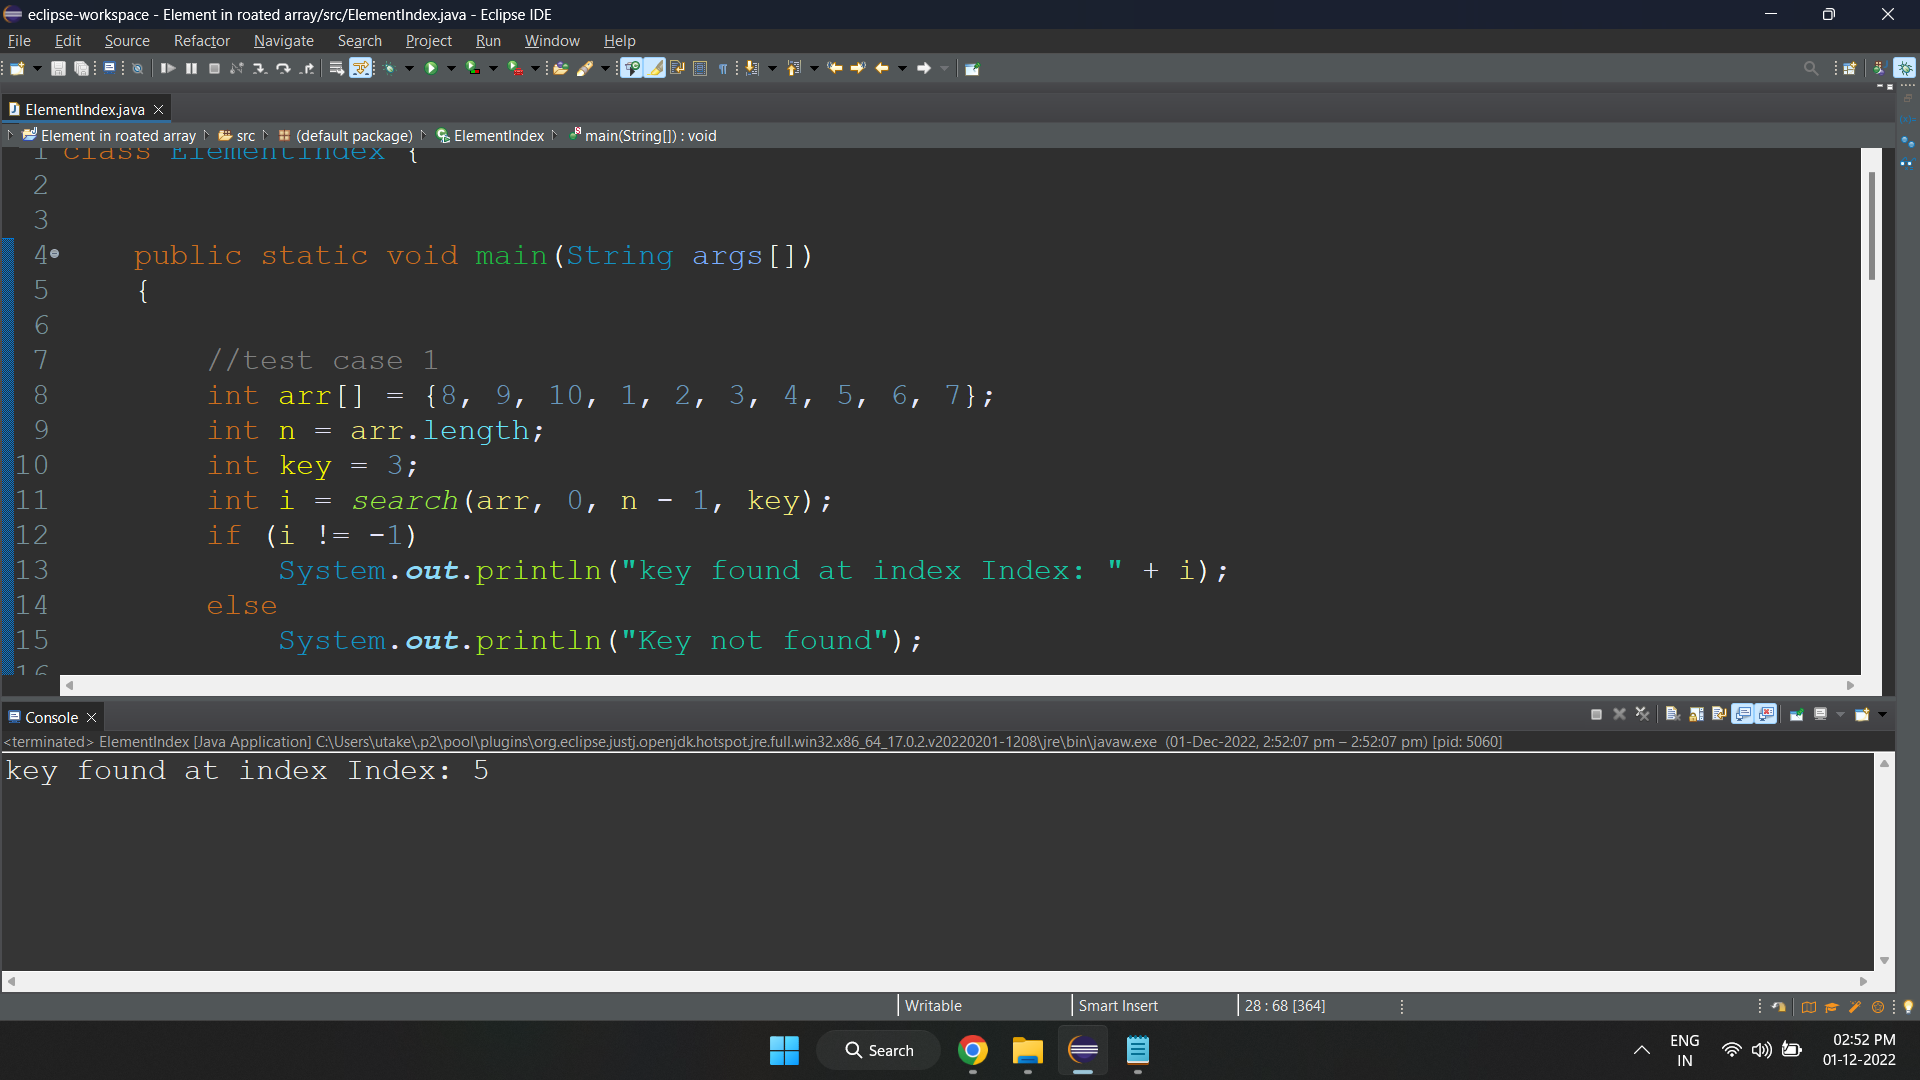 eclipse-workspace - Element in roated array/src/ElementIndex.java - Eclipse IDE
File Edit Source Refactor Navigate Search Project Run Window Help
ElementIndex.java
Element in roated array src (default package) ElementIndex main(String[]) : void
1 class ElementIndex {
2
3
4 public static void main(String args[])
5 {
6
7 //test case 1
8 int arr[] = {8, 9, 10, 1, 2, 3, 4, 5, 6, 7};
9 int n = arr.length;
10 int key = 3;
11 int i = search(arr, 0, n - 1, key);
12 if (i != -1)
13 System.out.println("key found at index Index: " + i);
14 else
15 System.out.println("Key not found");
16
Console
<terminated> ElementIndex [Java Application] C:\Users\utake\.p2\pool\plugins\org.eclipse.justj.openjdk.hotspot.jre.full.win32.x86_64_17.0.2.v20220201-1208\jre\bin\javaw.exe (01-Dec-2022, 2:52:07 pm – 2:52:07 pm) [pid: 5060]
key found at index Index: 5
Writable Smart Insert 28 : 68 [364]
Search
ENG
IN
02:52 PM
01-12-2022